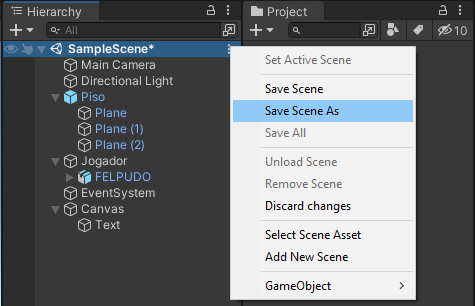 Hierarchy
Project
All
10
SampleScene*
Main Camera
Directional Light
Piso
Plane
Plane (1)
Plane (2)
Jogador
FELPUDO
EventSystem
Canvas
Text
Set Active Scene
Save Scene
Save Scene As
Save All
Unload Scene
Remove Scene
Discard changes
Select Scene Asset
Add New Scene
GameObject